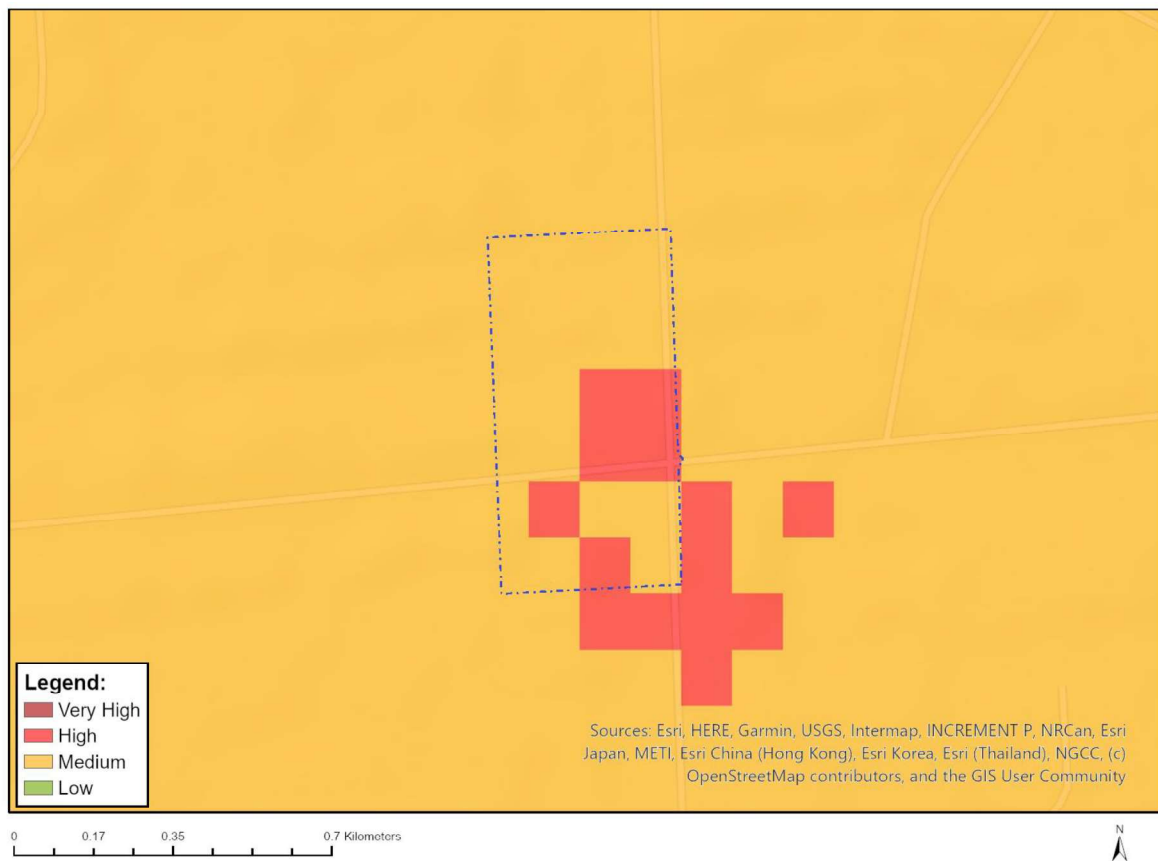 Legend:
Very High
High
Medium
Low
Sources: Esri, HERE, Garmin, USGS, Intermap, INCREMENT P, NRCan, Esri
Japan, METI, Esri China (Hong Kong), Esri Korea, Esri (Thailand), NGCC, (c)
OpenStreetMap contributors, and the GIS User Community
0 0.17 0.35 0.7 Kilometers
N